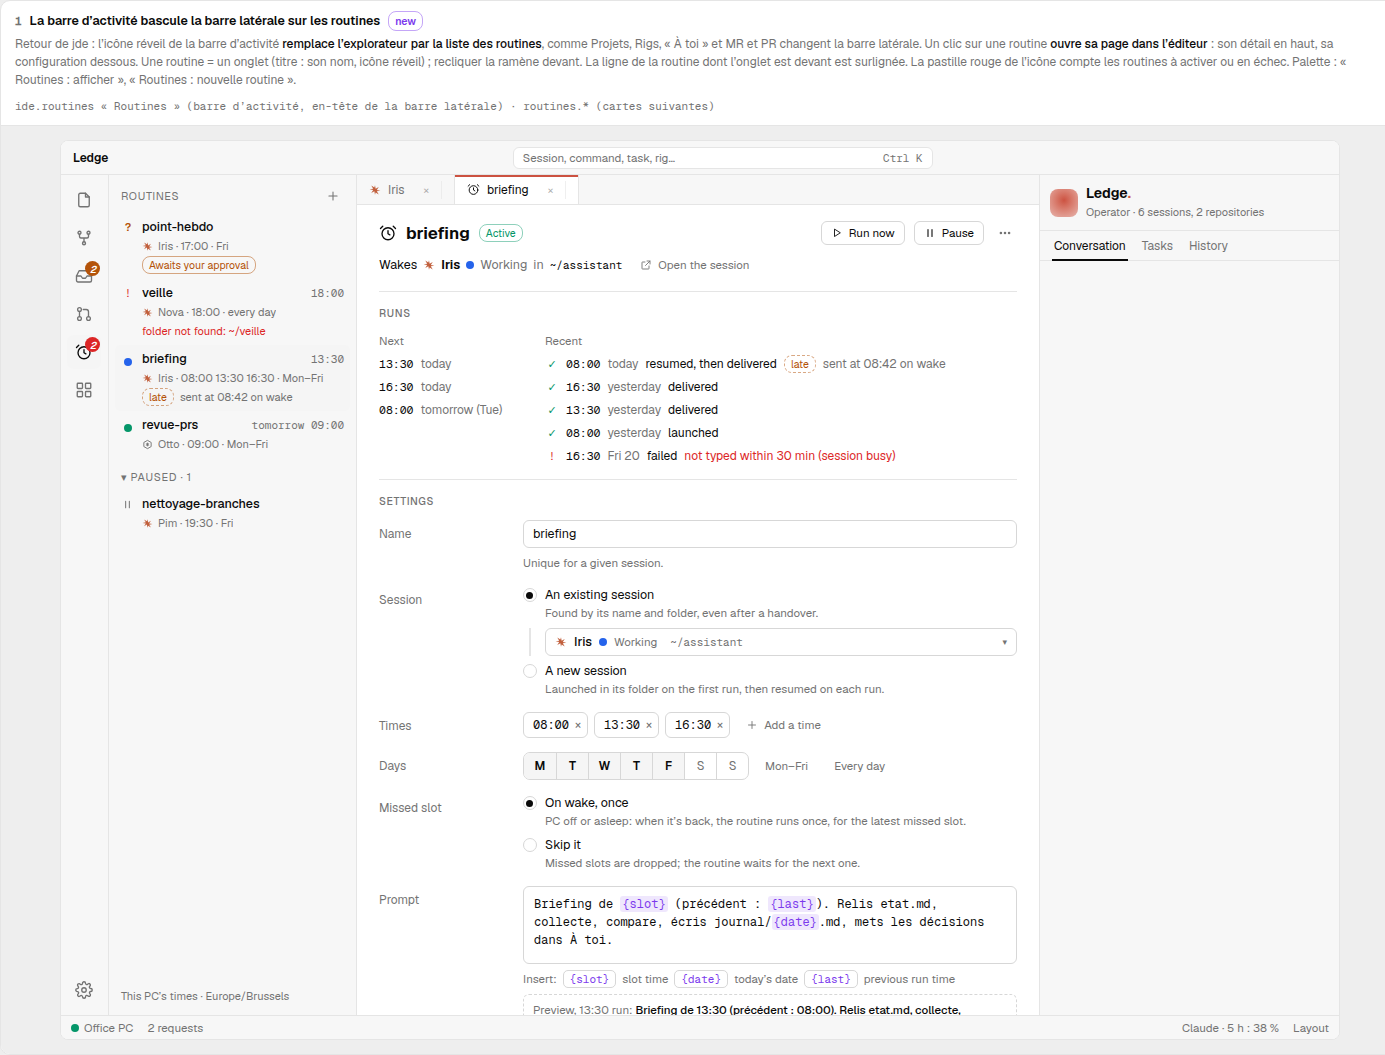 1 La barre d'activité bascule la barre latérale sur les routines new
Retour de jde : l'icône réveil de la barre d'activité remplace l'explorateur par la liste des routines, comme Projets, Rigs, « À toi » et MR et PR changent la barre latérale. Un clic sur une routine ouvre sa page dans l'éditeur : son détail en haut, sa
configuration dessous. Une routine = un onglet (titre : son nom, icône réveil) ; recliquer la ramène devant. La ligne de la routine dont l'onglet est devant est surlignée. La pastille rouge de l'icône compte les routines à activer ou en échec. Palette : «
Routines : afficher », « Routines : nouvelle routine ».
ide.routines « Routines » (barre d'activité, en-tête de la barre latérale) · routines.* (cartes suivantes)
Ledge
Session, command, task, rig… Ctrl K
ROUTINES +
? point-hebdo
Iris · 17:00 · Fri
Awaits your approval
! veille 18:00
Nova · 18:00 · every day
folder not found: ~/veille
briefing 13:30
Iris · 08:00 13:30 16:30 · Mon–Fri
late sent at 08:42 on wake
revue-prs tomorrow 09:00
Otto · 09:00 · Mon–Fri
▾ PAUSED · 1
nettoyage-branches
Pim · 19:30 · Fri
This PC's times · Europe/Brussels
2
2
Iris ×
briefing ×
briefing Active
Run now
Pause
···
Wakes Iris Working in ~/assistant Open the session
RUNS
Next
13:30 today
16:30 today
08:00 tomorrow (Tue)
Recent
✓ 08:00 today resumed, then delivered late sent at 08:42 on wake
✓ 16:30 yesterday delivered
✓ 13:30 yesterday delivered
✓ 08:00 yesterday launched
! 16:30 Fri 20 failed not typed within 30 min (session busy)
SETTINGS
Name
briefing
Unique for a given session.
Session
An existing session
Found by its name and folder, even after a handover.
Iris Working ~/assistant ▾
A new session
Launched in its folder on the first run, then resumed on each run.
Times
08:00 × 13:30 × 16:30 × + Add a time
Days
M T W T F S S Mon–Fri Every day
Missed slot
On wake, once
PC off or asleep: when it's back, the routine runs once, for the latest missed slot.
Skip it
Missed slots are dropped; the routine waits for the next one.
Prompt
Briefing de {slot} (précédent : {last}). Relis etat.md,
collecte, compare, écris journal/{date}.md, mets les décisions
dans À toi.
Insert: {slot} slot time {date} today's date {last} previous run time
Preview, 13:30 run: Briefing de 13:30 (précédent : 08:00). Relis etat.md, collecte,
Ledge.
Operator · 6 sessions, 2 repositories
Conversation Tasks History
Office PC 2 requests
Claude · 5 h : 38 % Layout